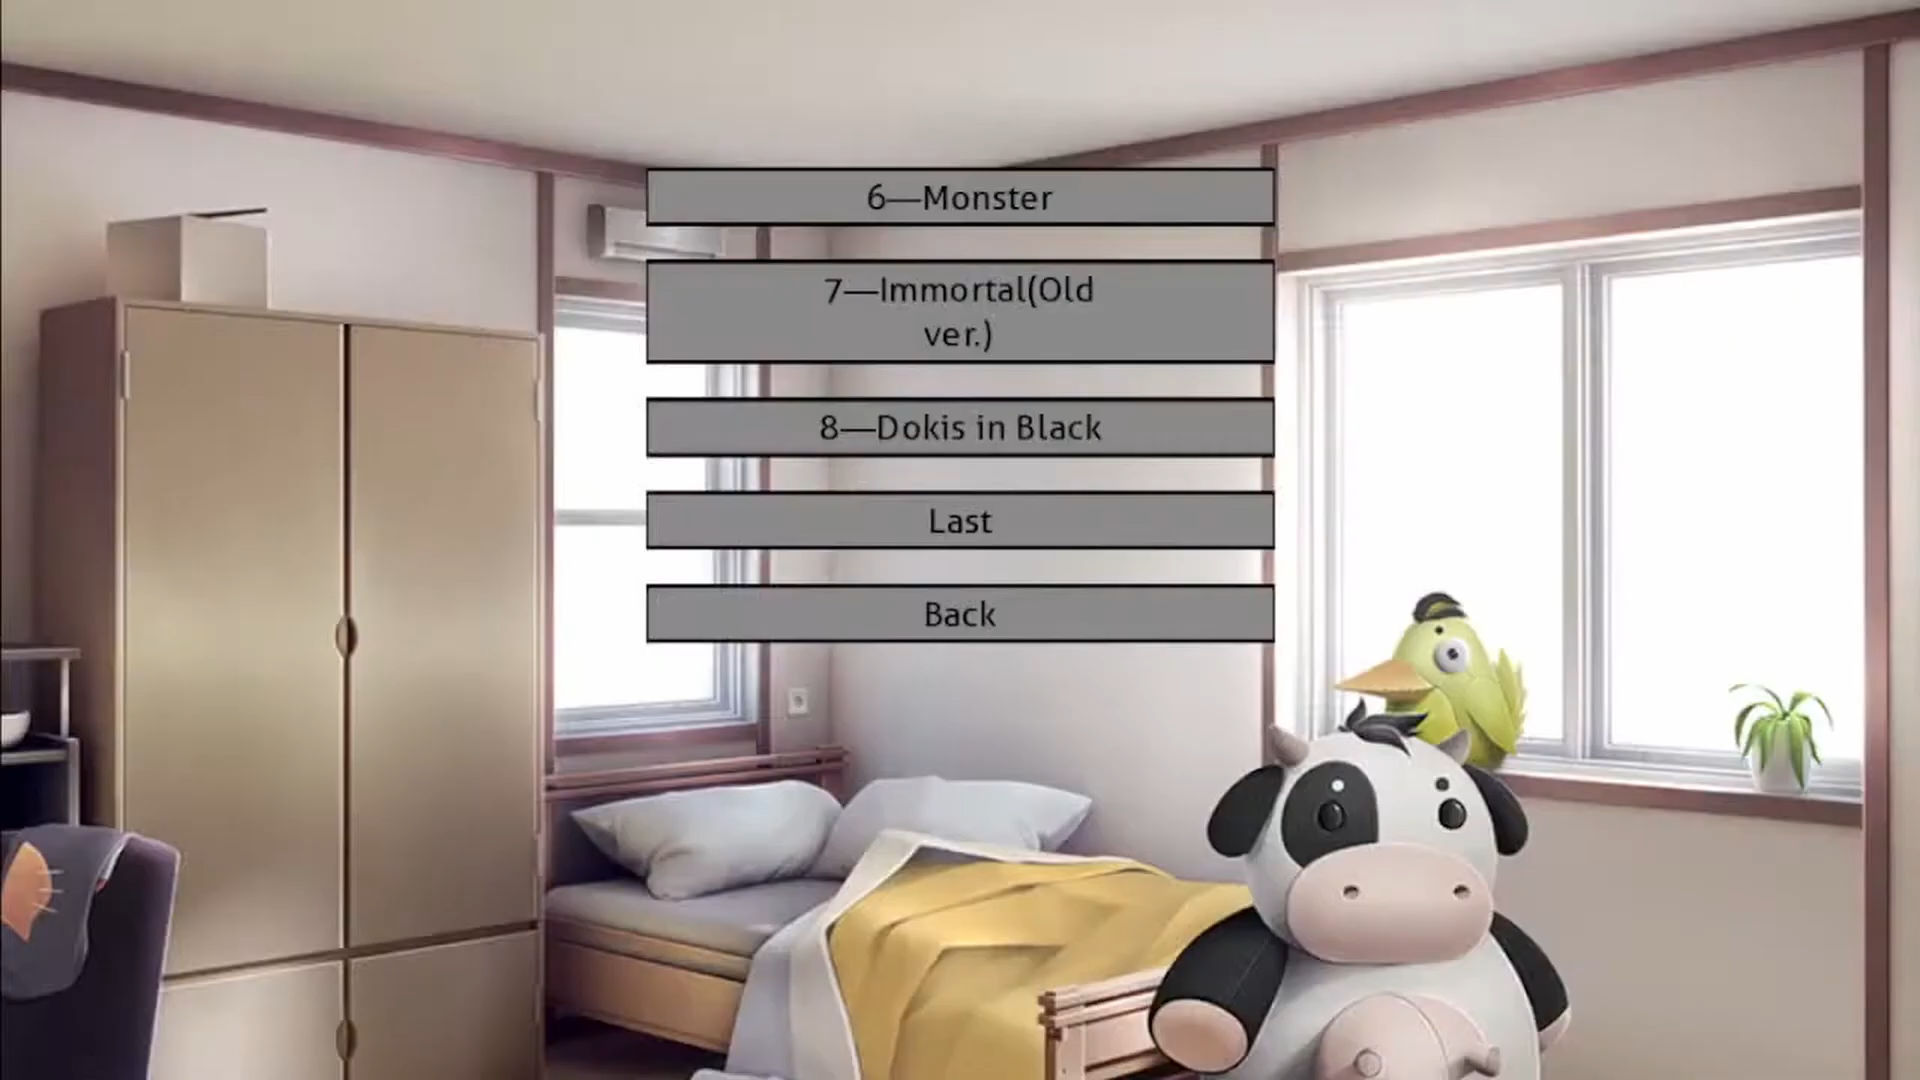 6—Monster
7—Immortal(Old
ver.)
8—Dokis in Black
Last
Back